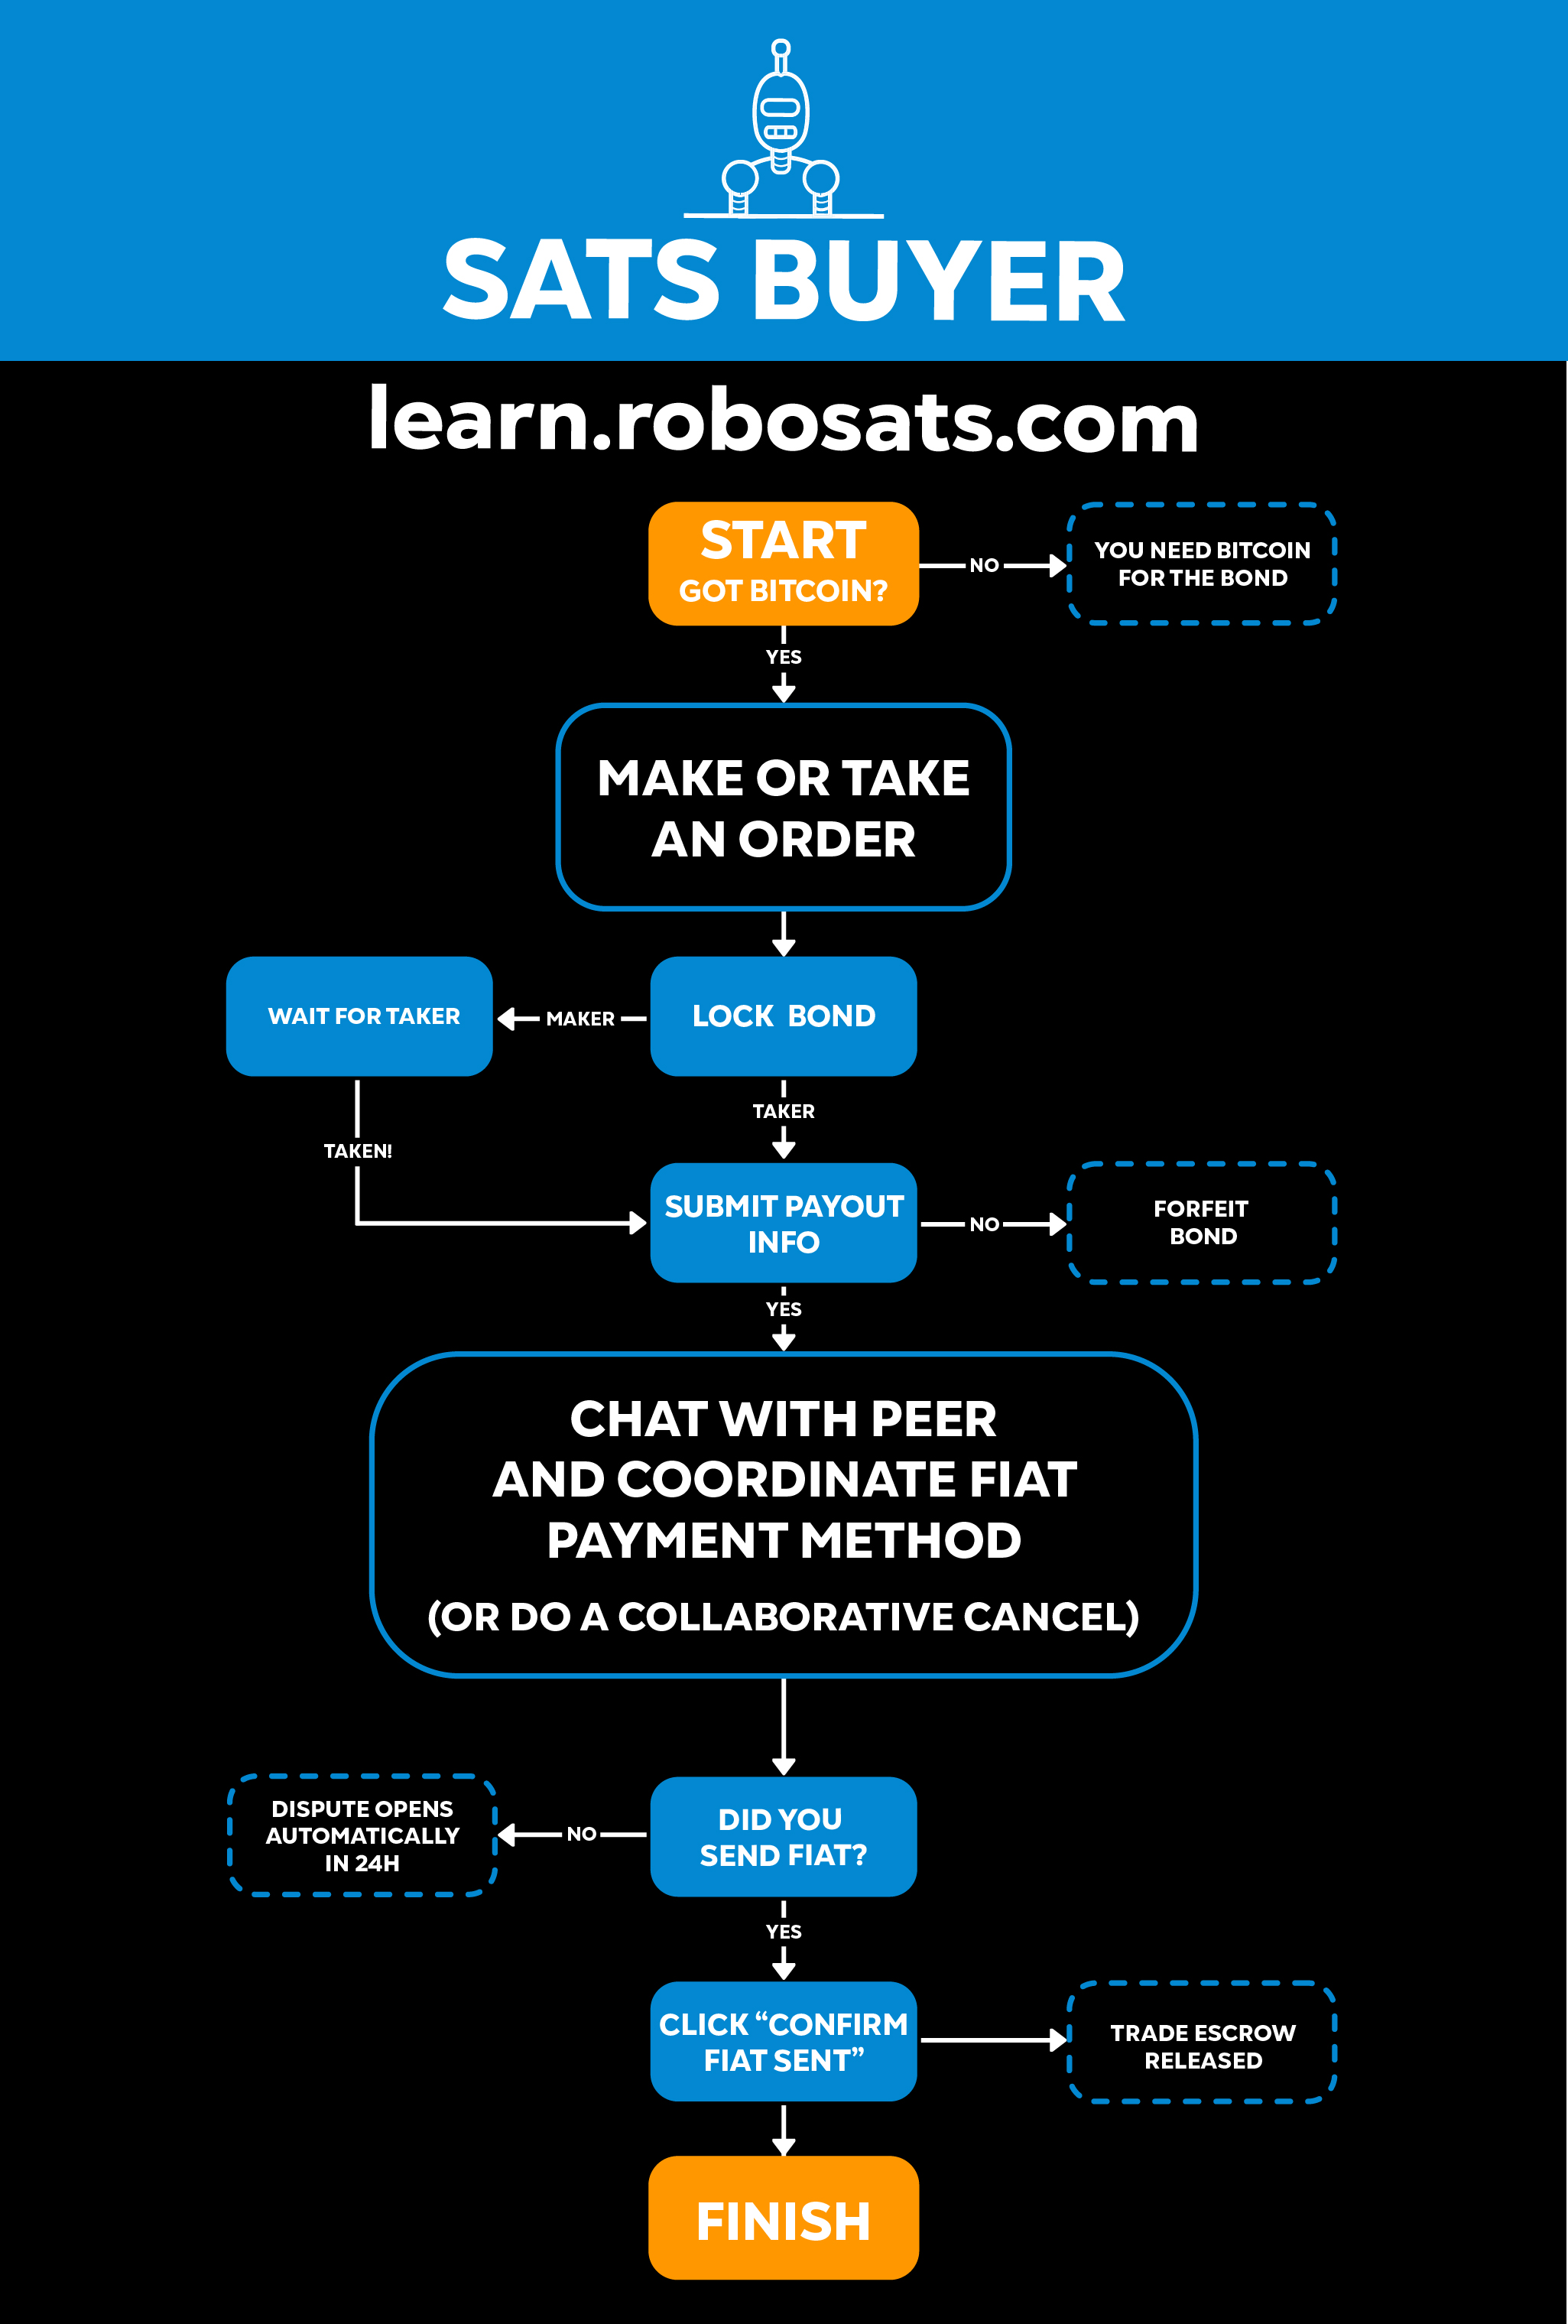 SATS BUYER
learn.robosats.com
START
GOT BITCOIN?
NO
YOU NEED BITCOIN
FOR THE BOND
YES
MAKE OR TAKE
AN ORDER
WAIT FOR TAKER
MAKER
LOCK BOND
TAKER
TAKEN!
SUBMIT PAYOUT
INFO
NO
FORFEIT
BOND
YES
CHAT WITH PEER
AND COORDINATE FIAT
PAYMENT METHOD
(OR DO A COLLABORATIVE CANCEL)
DISPUTE OPENS
AUTOMATICALLY
IN 24H
NO
DID YOU
SEND FIAT?
YES
CLICK “CONFIRM
FIAT SENT”
TRADE ESCROW
RELEASED
FINISH